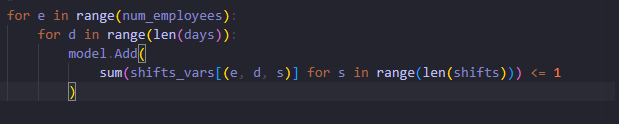 for e in range(num_employees):
    for d in range(len(days)):
        model.Add(
            sum(shifts_vars[(e, d, s)] for s in range(len(shifts))) <= 1
        )